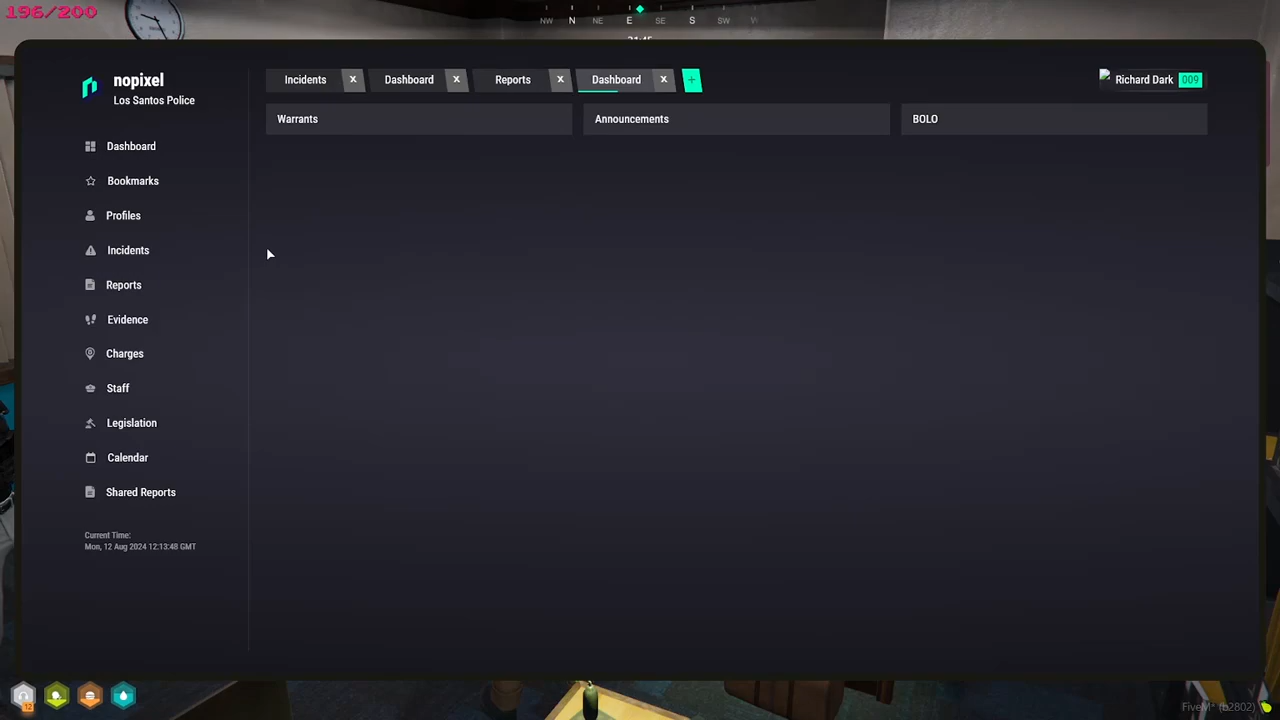 196/200
NW N NE E SE S SW W
nopixel
Los Santos Police
Incidents x Dashboard x Reports x Dashboard x +
Richard Dark 009
Warrants
Announcements
BOLO
Dashboard
Bookmarks
Profiles
Incidents
Reports
Evidence
Charges
Staff
Legislation
Calendar
Shared Reports
Current Time:
Mon, 12 Aug 2024 12:13:48 GMT
12
FiveM* (b2802)